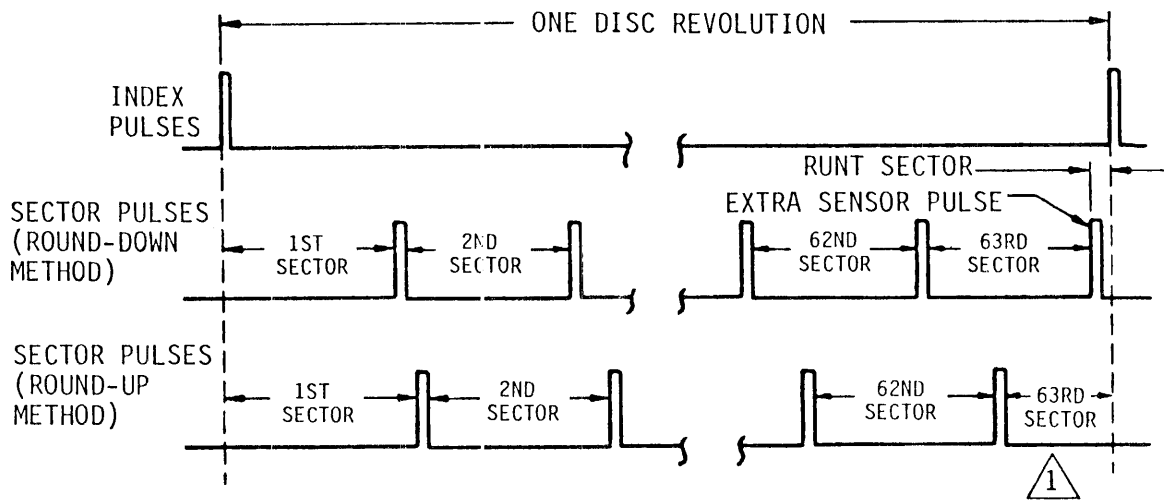 ONE DISC REVOLUTION
INDEX
PULSES
RUNT SECTOR
EXTRA SENSOR PULSE
SECTOR PULSES
(ROUND-DOWN
METHOD)
1ST
SECTOR
2ND
SECTOR
62ND
SECTOR
63RD
SECTOR
SECTOR PULSES
(ROUND-UP
METHOD)
1ST
SECTOR
2ND
SECTOR
62ND
SECTOR
63RD
SECTOR
1